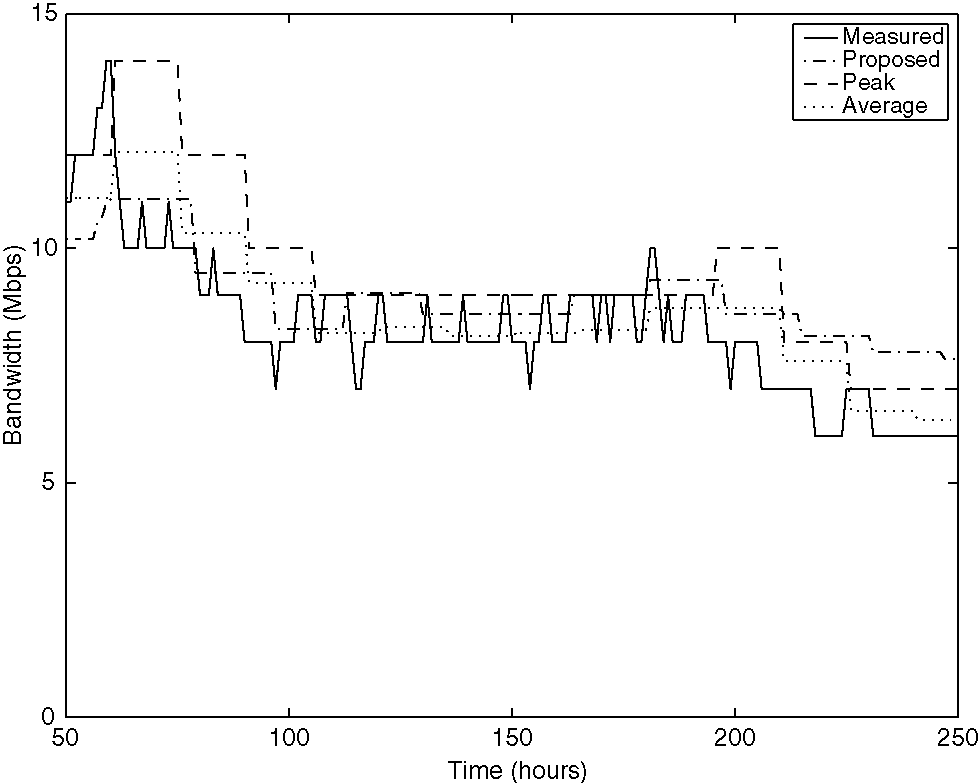 15
10
5
0
Bandwidth (Mbps)
Measured
Proposed
Peak
Average
50 100 150 200 250
Time (hours)